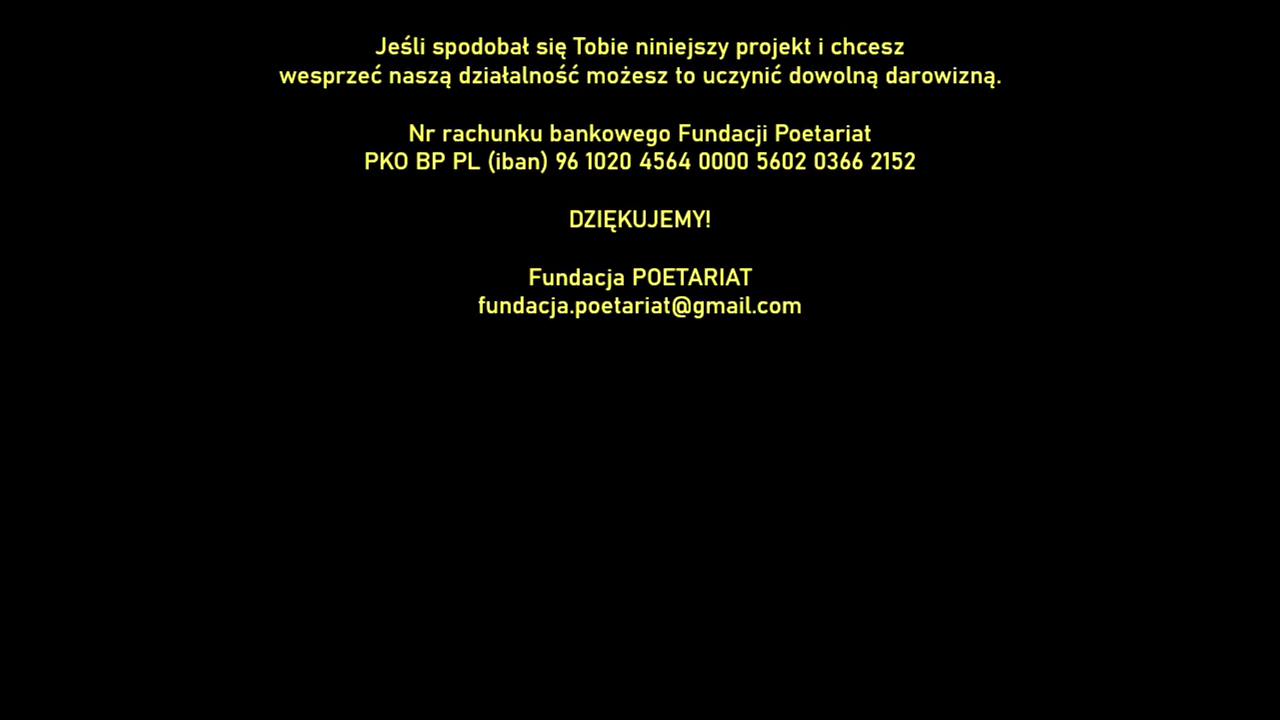 Jeśli spodobał się Tobie niniejszy projekt i chcesz
wesprzeć naszą działalność możesz to uczynić dowolną darowizną.
Nr rachunku bankowego Fundacji Poetariat
PKO BP PL (iban) 96 1020 4564 0000 5602 0366 2152
DZIĘKUJEMY!
Fundacja POETARIAT
fundacja.poetariat@gmail.com